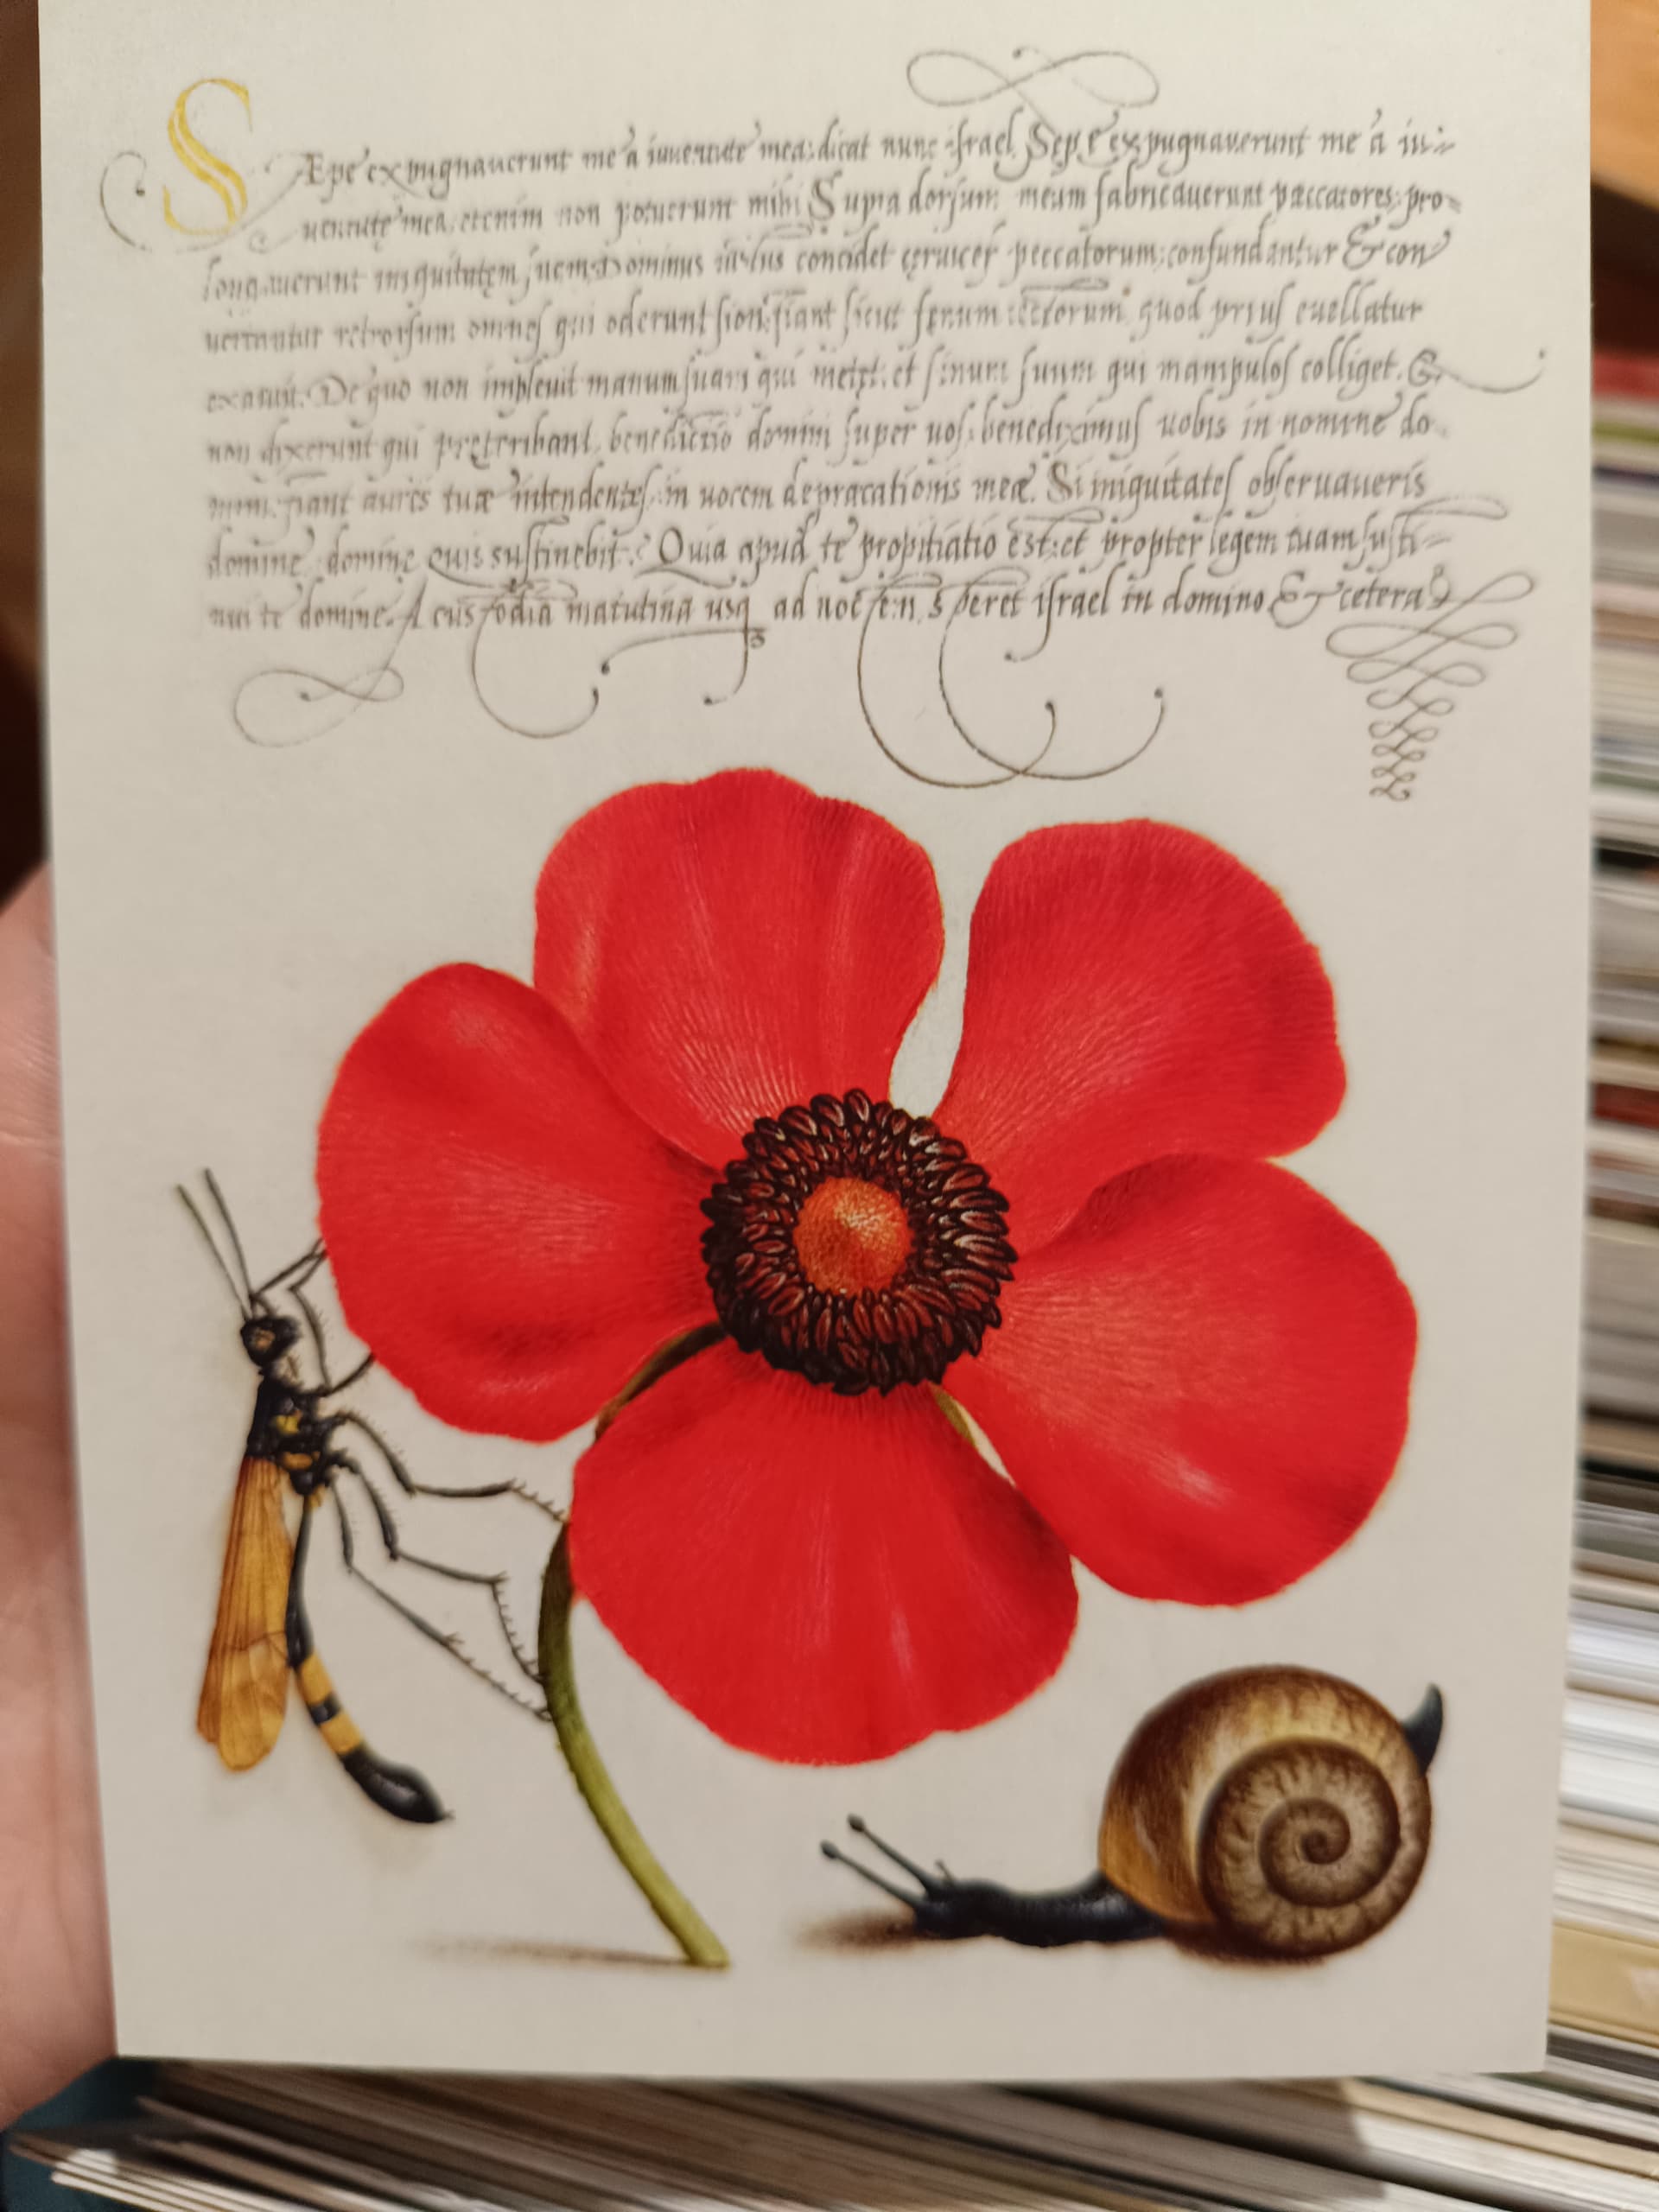 SÆpe expugnauerunt me a iuuentute mea: dicat nunc israel. Sepe expugnaverunt me a iu-
uentute mea: etenim non potuerunt mihi Supra dorsum meum fabricauerunt pæccatores: pro-
longauerunt iniquitatem suem Dominus iustus concidet ceruices peccatorum: confundantur & con
uertantur retrorsum omnes qui oderunt sion: fiant sicut fenum tectorum quod prius euellatur
exaruit. De quo non impleuit manum suam qui metet: et sinum suum qui manipulos colliget. &
non dixerunt qui preteribant, benedictio domini super uos: benediximus uobis in nomine do-
mini. fiant aures tuæ intendentes: in uocem depracationis meæ. Si iniquitates obseruaueris
domine: domine quis sustinebit: Quia apud te propitiatio est: et propter legem tuam susti-
nui te domine. A custodia matutina usq ad noctem, speret israel in domino & cetera